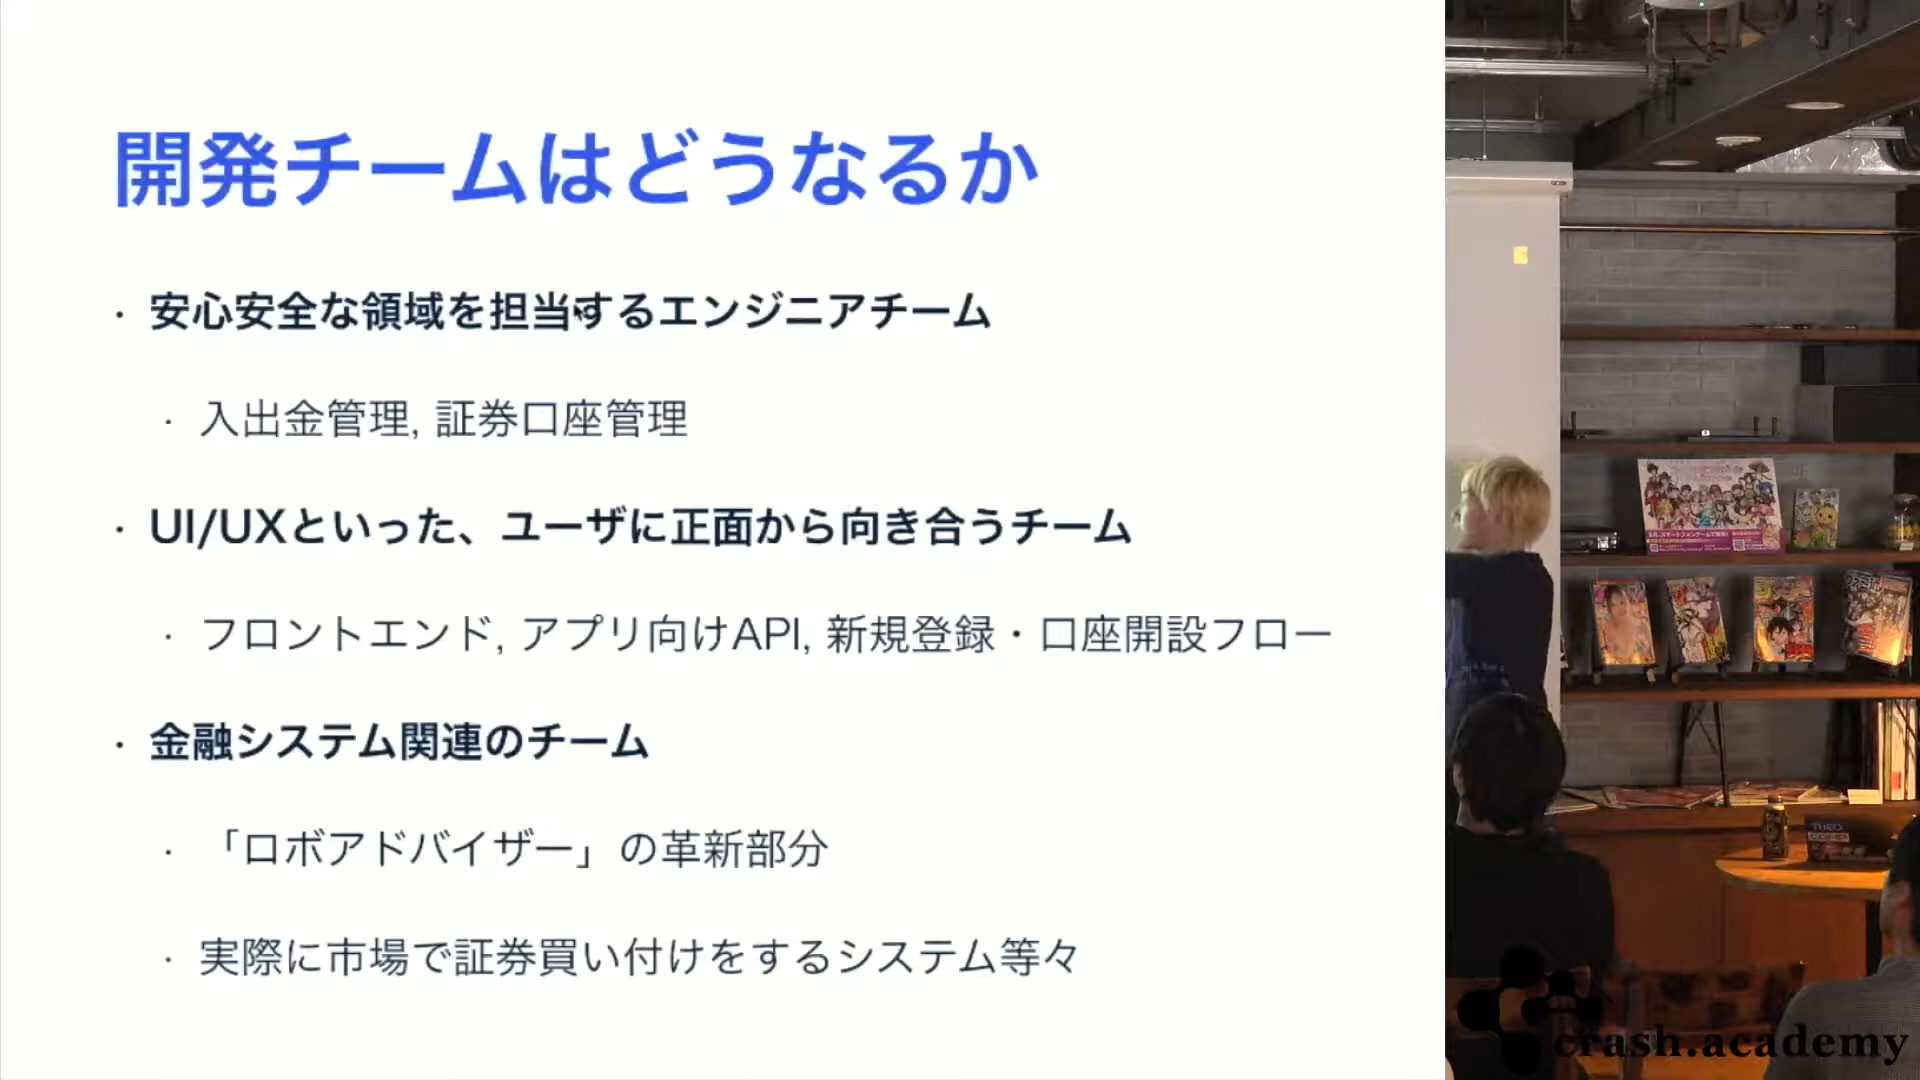 開発チームはどうなるか
・安心安全な領域を担当するエンジニアチーム
・入出金管理, 証券口座管理
・UI/UXといった、ユーザに正面から向き合うチーム
・フロントエンド, アプリ向けAPI, 新規登録・口座開設フロー
・金融システム関連のチーム
・「ロボアドバイザー」の革新部分
・実際に市場で証券買い付けをするシステム等々
THEO
crash.academy